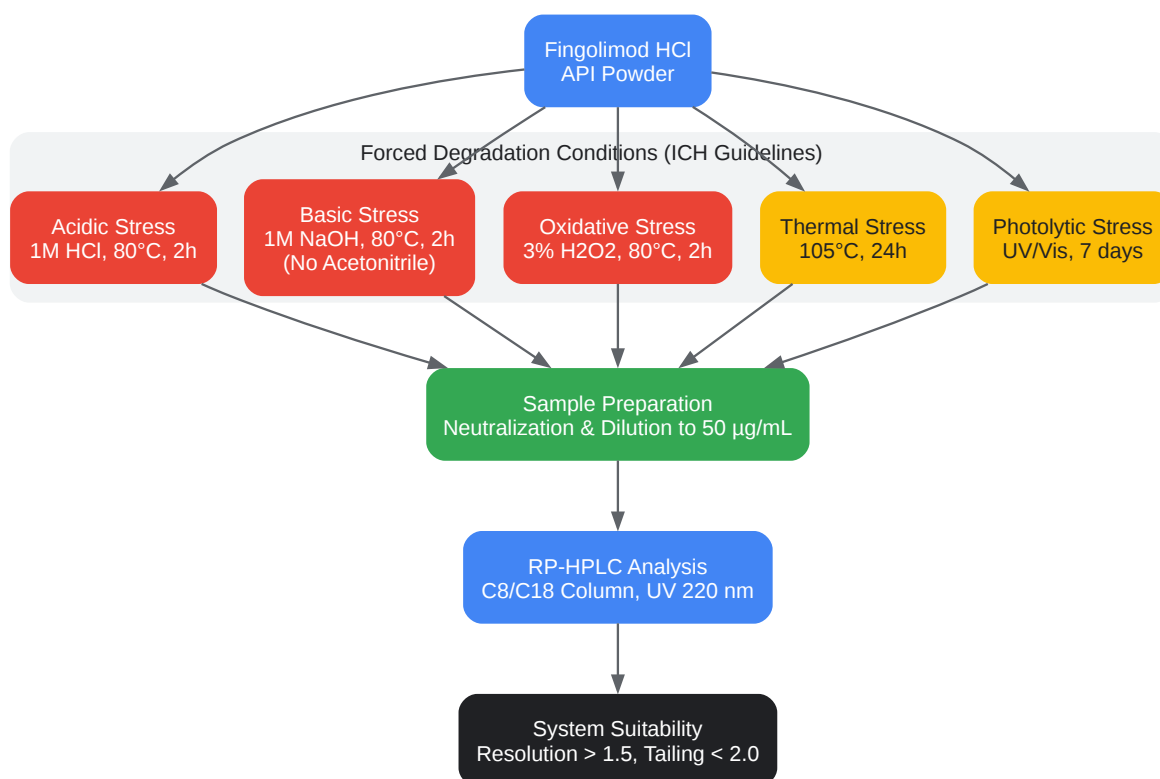 Fingolimod HCl
API Powder
Forced Degradation Conditions (ICH Guidelines)
Acidic Stress
1M HCl, 80°C, 2h
Basic Stress
1M NaOH, 80°C, 2h
(No Acetonitrile)
Oxidative Stress
3% H2O2, 80°C, 2h
Thermal Stress
105°C, 24h
Photolytic Stress
UV/Vis, 7 days
Sample Preparation
Neutralization & Dilution to 50 µg/mL
RP-HPLC Analysis
C8/C18 Column, UV 220 nm
System Suitability
Resolution > 1.5, Tailing < 2.0